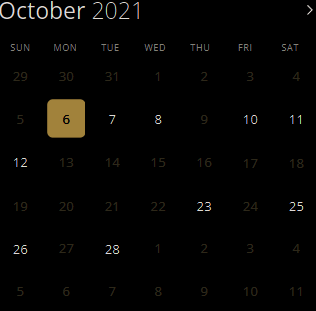 October 2021 >
SUN MON TUE WED THU FRI SAT
29 30 31 1 2 3 4
5 6 7 8 9 10 11
12 13 14 15 16 17 18
19 20 21 22 23 24 25
26 27 28 1 2 3 4
5 6 7 8 9 10 11